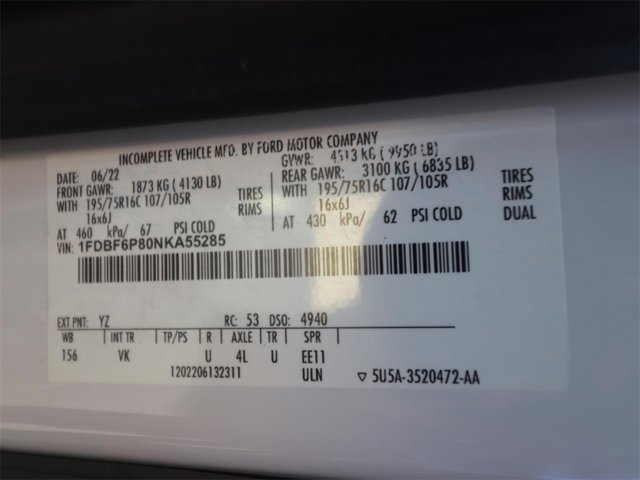 INCOMPLETE VEHICLE MFD. BY FORD MOTOR COMPANY
DATE: 06/22 GVWR: 4513 KG ( 9950 LB)
FRONT GAWR: 1873 KG ( 4130 LB) REAR GAWR: 3100 KG ( 6835 LB)
WITH 195/75R16C 107/105R TIRES WITH 195/75R16C 107/105R TIRES
16x6J RIMS 16x6J RIMS
AT 460 kPa/ 67 PSI COLD AT 430 kPa/ 62 PSI COLD DUAL
VIN: 1FDBF6P80NKA55285
EXT PNT: YZ RC: 53 DSO: 4940
WB INT TR TP/PS R AXLE TR SPR
156 VK U 4L U EE11
1202206132311 ULN ▽ 5U5A-3520472-AA